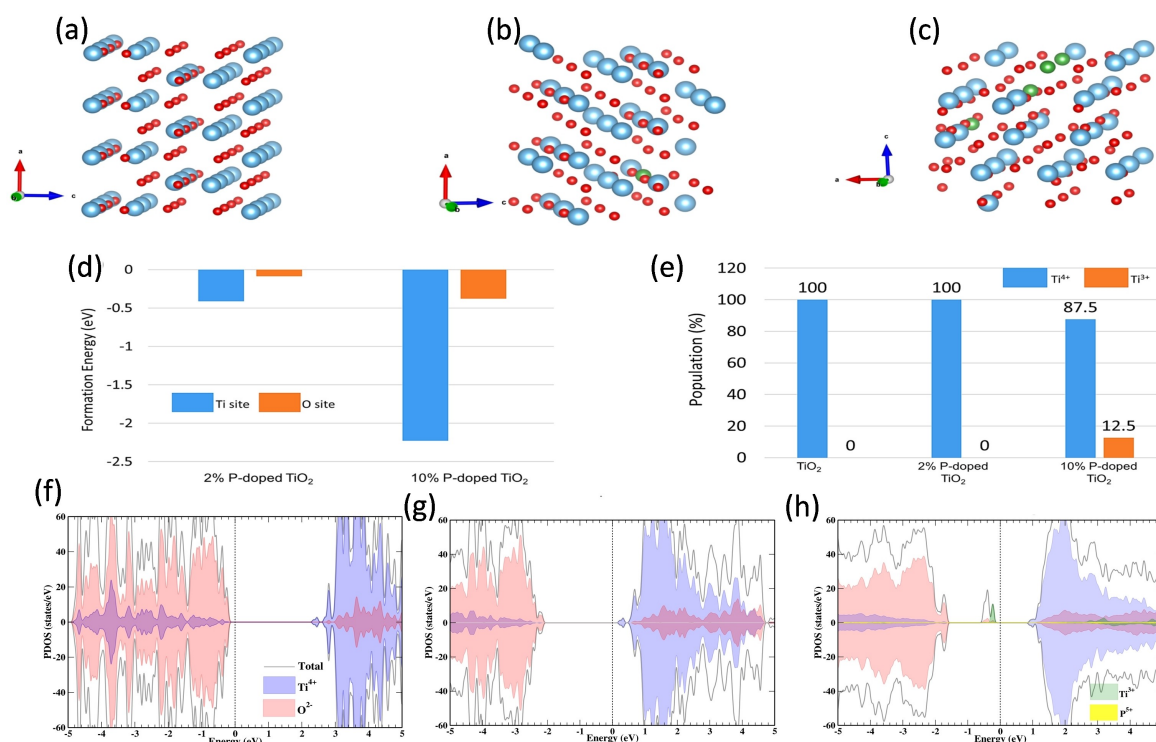 (a)
(b)
(c)
a
b
c
a
b
c
c
a
b
(d)
0
-0.5
-1
-1.5
-2
-2.5
Formation Energy (eV)
Ti site
O site
2% P-doped TiO₂
10% P-doped TiO₂
(e)
120
100
80
60
40
20
0
Population (%)
Ti⁴⁺
Ti³⁺
100
0
100
0
87.5
12.5
TiO₂
2% P-doped
TiO₂
10% P-doped
TiO₂
(f)
60
40
20
0
-20
-40
-60
PDOS (states/eV)
Total
Ti⁴⁺
O²⁻
-5 -4 -3 -2 -1 0 1 2 3 4 5
Energy (eV)
(g)
60
40
20
0
-20
-40
-60
PDOS (states/eV)
-5 -4 -3 -2 -1 0 1 2 3 4 5
Energy (eV)
(h)
60
40
20
0
-20
-40
-60
PDOS (states/eV)
Ti³⁺
P⁵⁺
-5 -4 -3 -2 -1 0 1 2 3 4
Energy (eV)